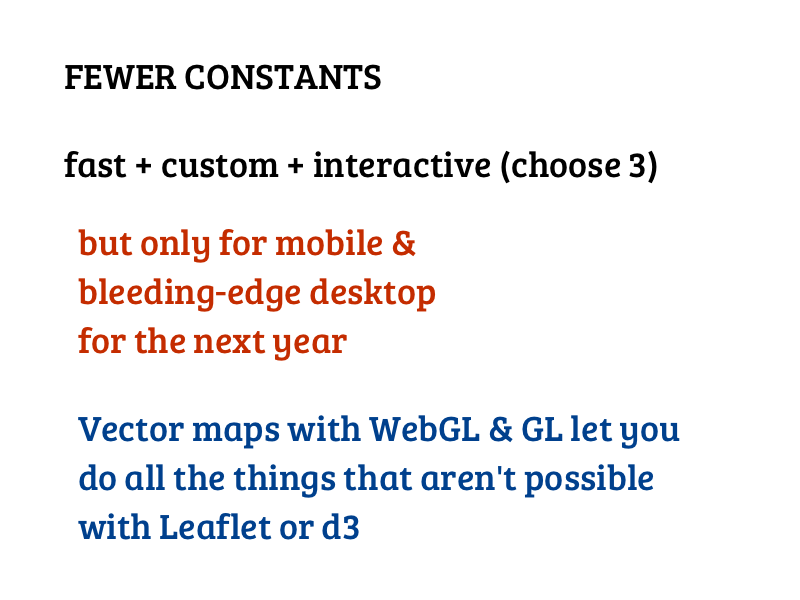 FEWER CONSTANTS
fast + custom + interactive (choose 3)
but only for mobile &
bleeding-edge desktop
for the next year
Vector maps with WebGL & GL let you
do all the things that aren't possible
with Leaflet or d3